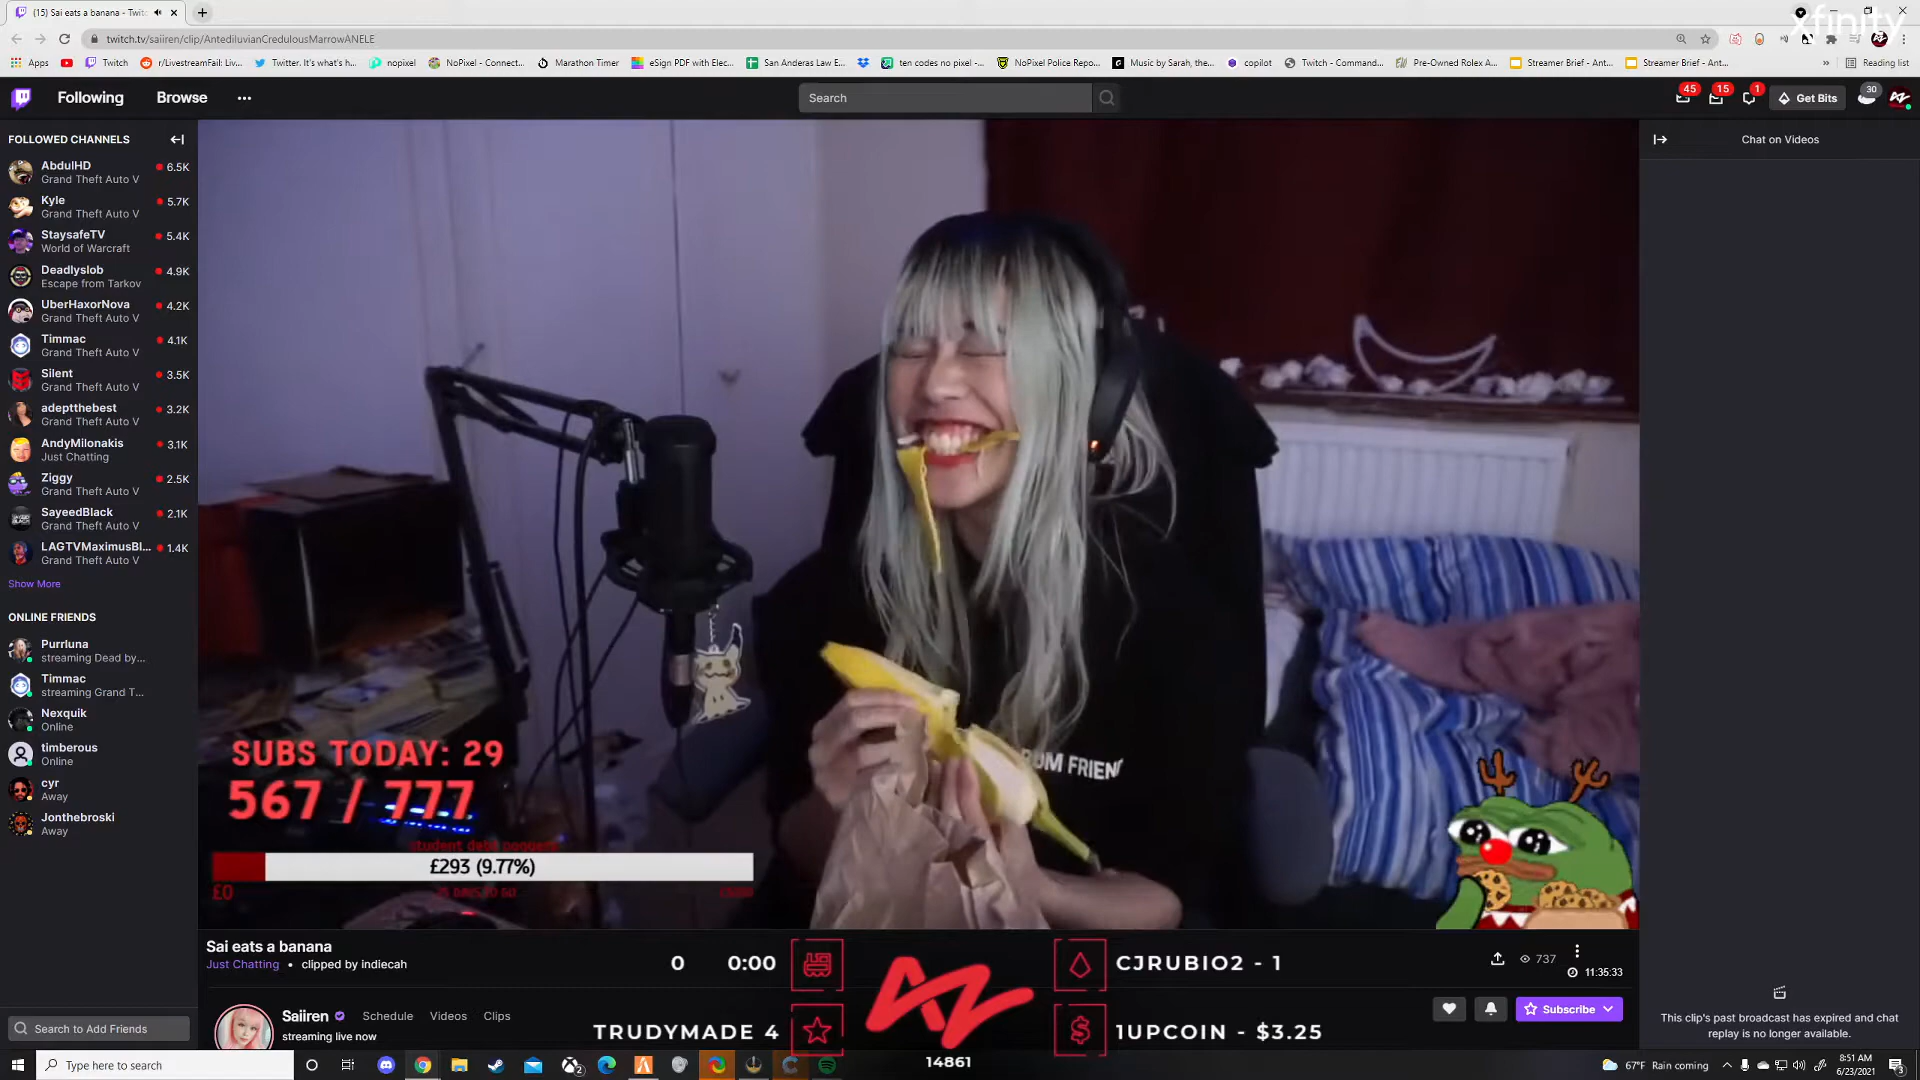 (15) Sai eats a banana - Twitc
xfinity
twitch.tv/saiiren/clip/AntediluvianCredulousMarrowANELE
Apps
Twitch
r/LivestreamFail: Liv...
Twitter. It's what's h...
nopixel
NoPixel - Connect...
Marathon Timer
eSign PDF with Elec...
San Anderas Law E...
ten codes no pixel -...
NoPixel Police Repo...
Music by Sarah, the...
copilot
Twitch - Command...
Pre-Owned Rolex A...
Streamer Brief - Ant...
Streamer Brief - Ant...
Reading list
Following
Browse
Search
45
15
1
Get Bits
30
FOLLOWED CHANNELS
AbdulHD
6.5K
Grand Theft Auto V
Kyle
5.7K
Grand Theft Auto V
StaysafeTV
5.4K
World of Warcraft
Deadlyslob
4.9K
Escape from Tarkov
UberHaxorNova
4.2K
Grand Theft Auto V
Timmac
4.1K
Grand Theft Auto V
Silent
3.5K
Grand Theft Auto V
adeptthebest
3.2K
Grand Theft Auto V
AndyMilonakis
3.1K
Just Chatting
Ziggy
2.5K
Grand Theft Auto V
SayeedBlack
2.1K
Grand Theft Auto V
LAGTVMaximusBl...
1.4K
Grand Theft Auto V
Show More
ONLINE FRIENDS
Purrluna
streaming Dead by...
Timmac
streaming Grand T...
Nexquik
Online
timberous
Online
cyr
Away
Jonthebroski
Away
Search to Add Friends
Chat on Videos
FRIEN
SUBS TODAY: 29
567 / 777
student debt
£293 (9.77%)
£0
Sai eats a banana
Just Chatting • clipped by indiecah
0
0:00
CJRUBIO2 - 1
737
11:35:33
Saiiren
streaming live now
Schedule
Videos
Clips
TRUDYMADE 4
14861
1UPCOIN - $3.25
Subscribe
This clip's past broadcast has expired and chat
replay is no longer available.
Type here to search
67°F Rain coming
8:51 AM
6/23/2021